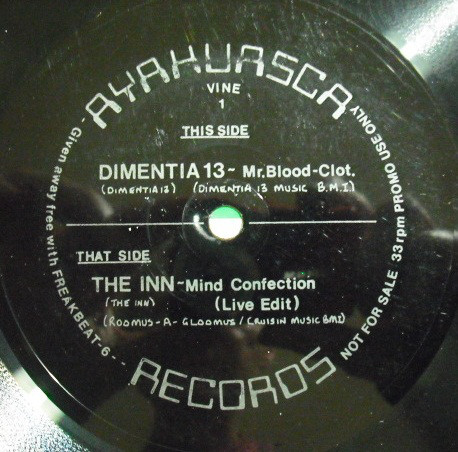 AYAHUASCA
VINE
1
THIS SIDE
DIMENTIA 13~ Mr.Blood-Clot.
(DIMENTIA 13) (DIMENTIA 13 MUSIC B.M.I)
THAT SIDE
THE INN~Mind Confection
(THE INN) (Live Edit)
(ROOMUS-A-GLOOMUS/CRUISIN MUSIC BMI)
RECORDS
- Given away free with FREAKBEAT-6-
NOT FOR SALE 33rpm PROMO USE ONLY